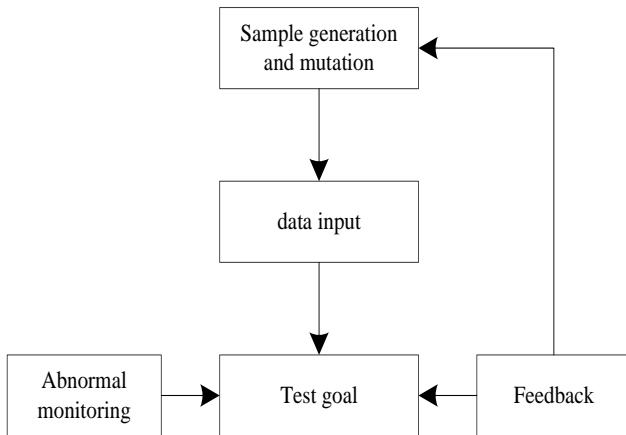 Sample generation
and mutation
data input
Abnormal
monitoring
Test goal
Feedback